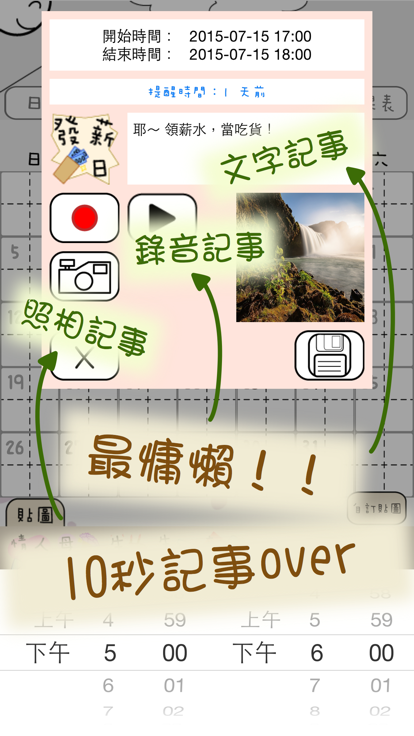 開始時間： 2015-07-15 17:00
結束時間： 2015-07-15 18:00
提醒時間：1 天前
發薪日
耶～ 領薪水，當吃貨！
文字記事
日
六
錄音記事
5
照相記事
19
26
最慵懶！！
貼圖
自訂貼圖
10秒記事over
上午 4 59 上午 5 59
下午 5 00 下午 6 00
6 01 7 01
7 02 8 02